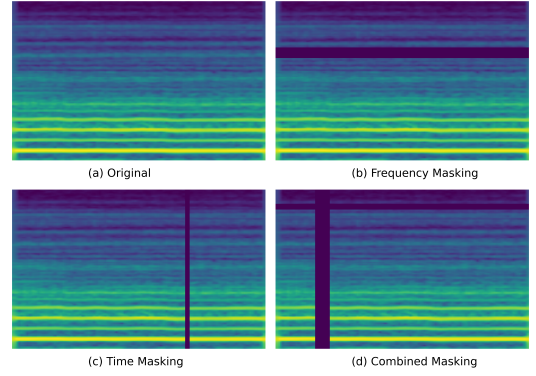 (a) Original
(b) Frequency Masking
(c) Time Masking
(d) Combined Masking